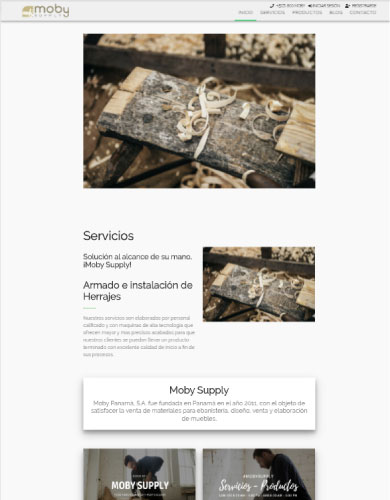 moby
SUPPLY
INICIO SERVICIOS PRODUCTOS BLOG CONTACTO
Servicios
Solución al alcance de su mano,
¡Moby Supply!
Armado e instalación de
Herrajes
Nuestros servicios son elaborados por personal
calificado y con maquinas de alta tecnología que
ofrecen mayor y mas precisos acabados para que
nuestros clientes se puedan llevar un producto
terminado con excelente calidad de inicio a fin de
sus procesos.
Moby Supply
Moby Panamá, S.A. fue fundada en Panamá en el año 2011, con el objeto de
satisfacer la venta de materiales para ebanistería, diseño, venta y elaboración
de muebles.
MOBY SUPPLY
Servicios - Productos